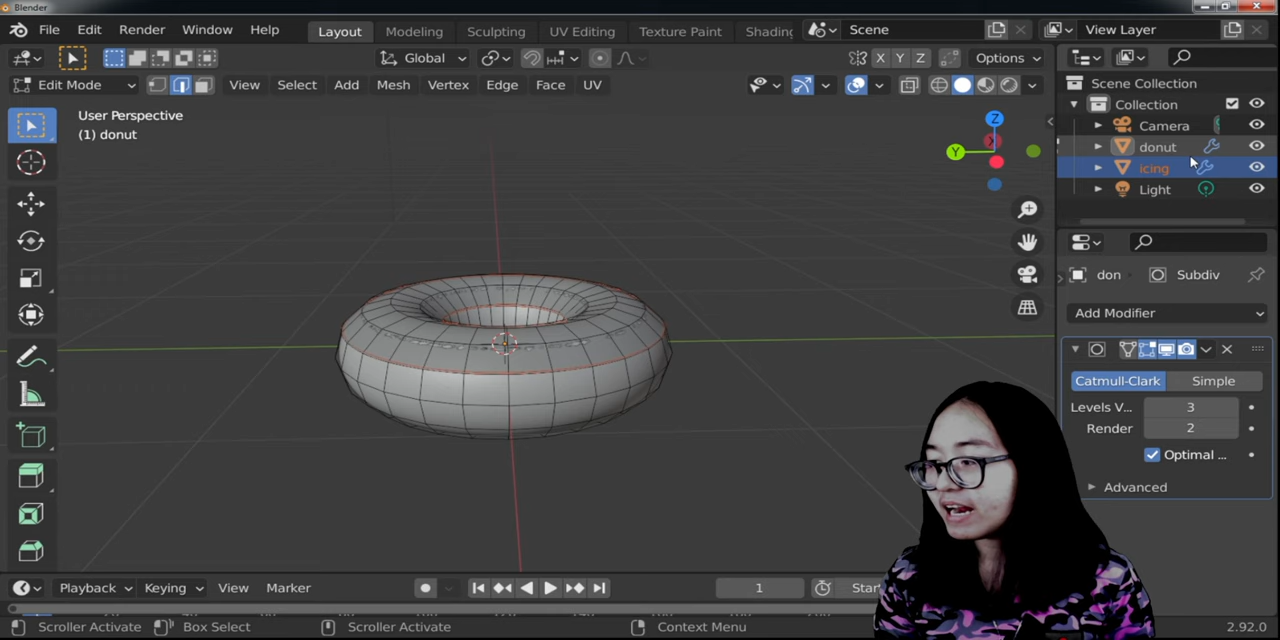 Blender
File Edit Render Window Help Layout Modeling Sculpting UV Editing Texture Paint Shading Scene View Layer
Global X Y Z Options
Edit Mode View Select Add Mesh Vertex Edge Face UV
User Perspective
(1) donut
Z
Y
X
Scene Collection
Collection
Camera
donut
icing
Light
don Subdiv
Add Modifier
Catmull-Clark Simple
Levels V... 3
Render 2
Optimal ...
Advanced
Playback Keying View Marker 1 Star
Scroller Activate Box Select Scroller Activate Context Menu 2.92.0